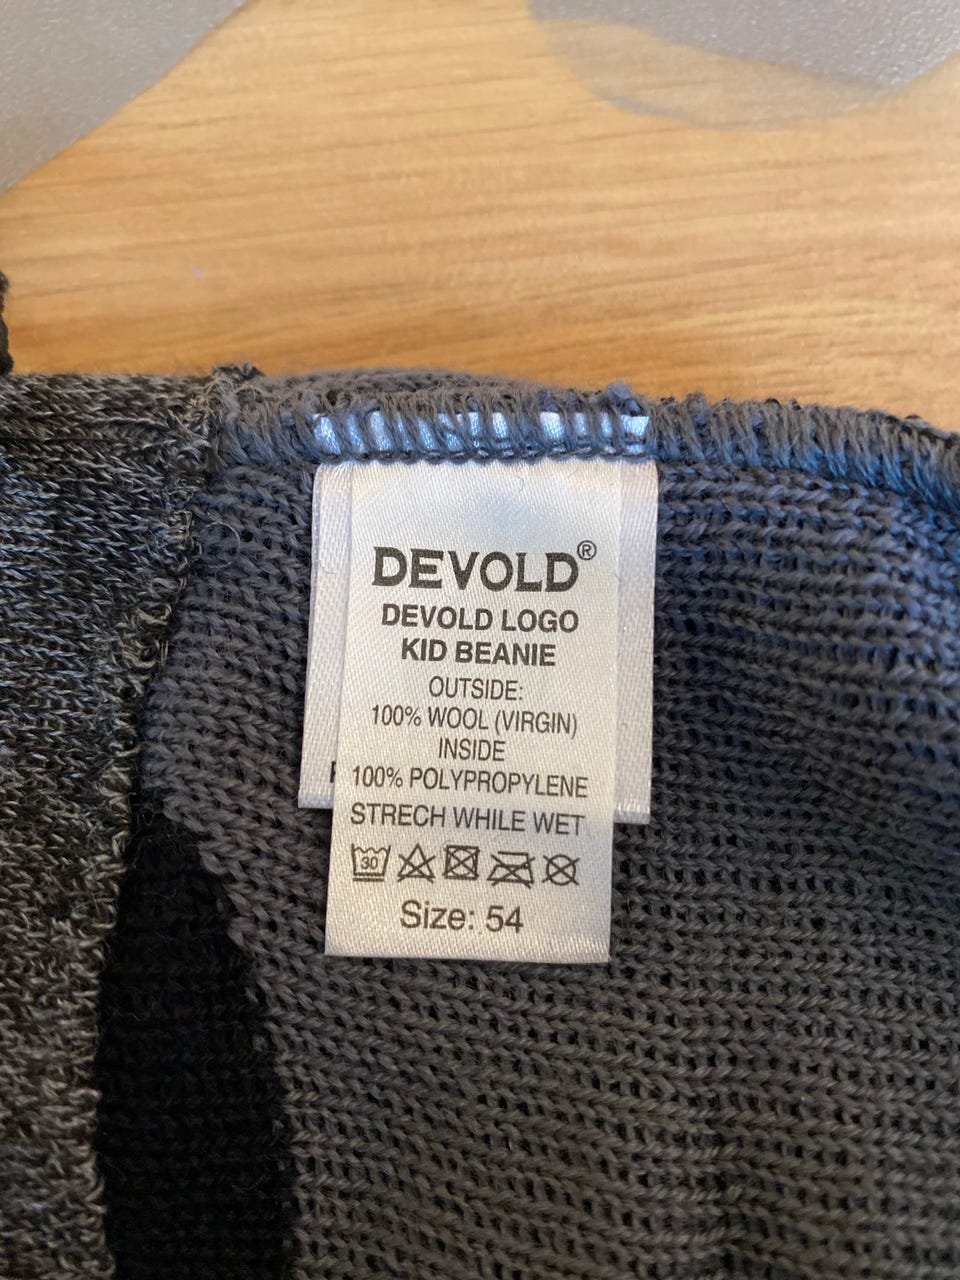 DEVOLD®
DEVOLD LOGO
KID BEANIE
OUTSIDE:
100% WOOL (VIRGIN)
INSIDE
100% POLYPROPYLENE
STRECH WHILE WET
30
Size: 54